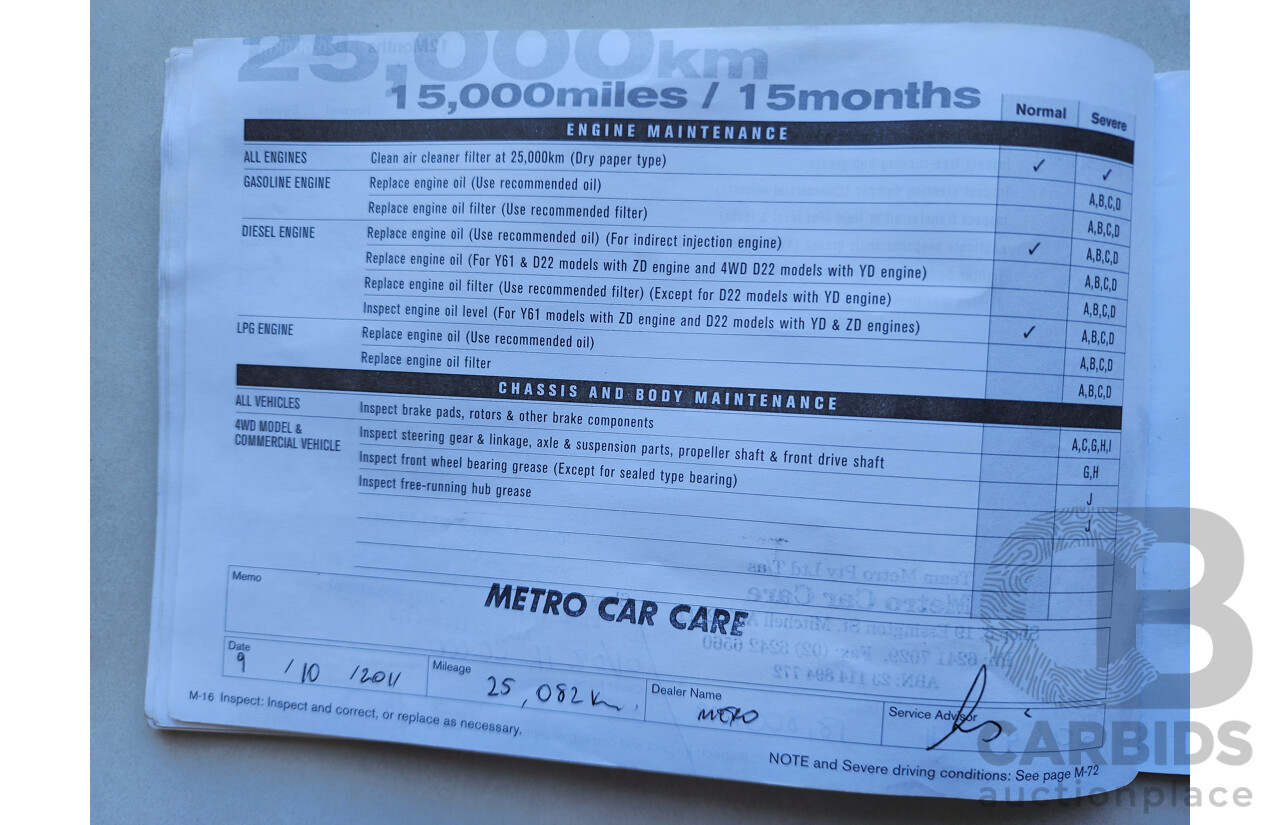 25,000km
15,000miles / 15months
Normal Severe
ENGINE MAINTENANCE
ALL ENGINES Clean air cleaner filter at 25,000km (Dry paper type) ✓ ✓
GASOLINE ENGINE Replace engine oil (Use recommended oil) A,B,C,D
Replace engine oil filter (Use recommended filter) A,B,C,D
DIESEL ENGINE Replace engine oil (Use recommended oil) (For indirect injection engine) ✓ A,B,C,D
Replace engine oil (For Y61 & D22 models with ZD engine and 4WD D22 models with YD engine) A,B,C,D
Replace engine oil filter (Use recommended filter) (Except for D22 models with YD engine) A,B,C,D
Inspect engine oil level (For Y61 models with ZD engine and D22 models with YD & ZD engines) ✓ A,B,C,D
LPG ENGINE Replace engine oil (Use recommended oil) A,B,C,D
Replace engine oil filter A,B,C,D
CHASSIS AND BODY MAINTENANCE
ALL VEHICLES Inspect brake pads, rotors & other brake components A,C,G,H,I
4WD MODEL & COMMERCIAL VEHICLE Inspect steering gear & linkage, axle & suspension parts, propeller shaft & front drive shaft G,H
Inspect front wheel bearing grease (Except for sealed type bearing) J
Inspect free-running hub grease J
Memo
METRO CAR CARE
Date 9 / 10 / 2011 Mileage 25,082km. Dealer Name METRO Service Advisor
M-16 Inspect: Inspect and correct, or replace as necessary.
NOTE and Severe driving conditions: See page M-72
CARBIDS
auctionplace